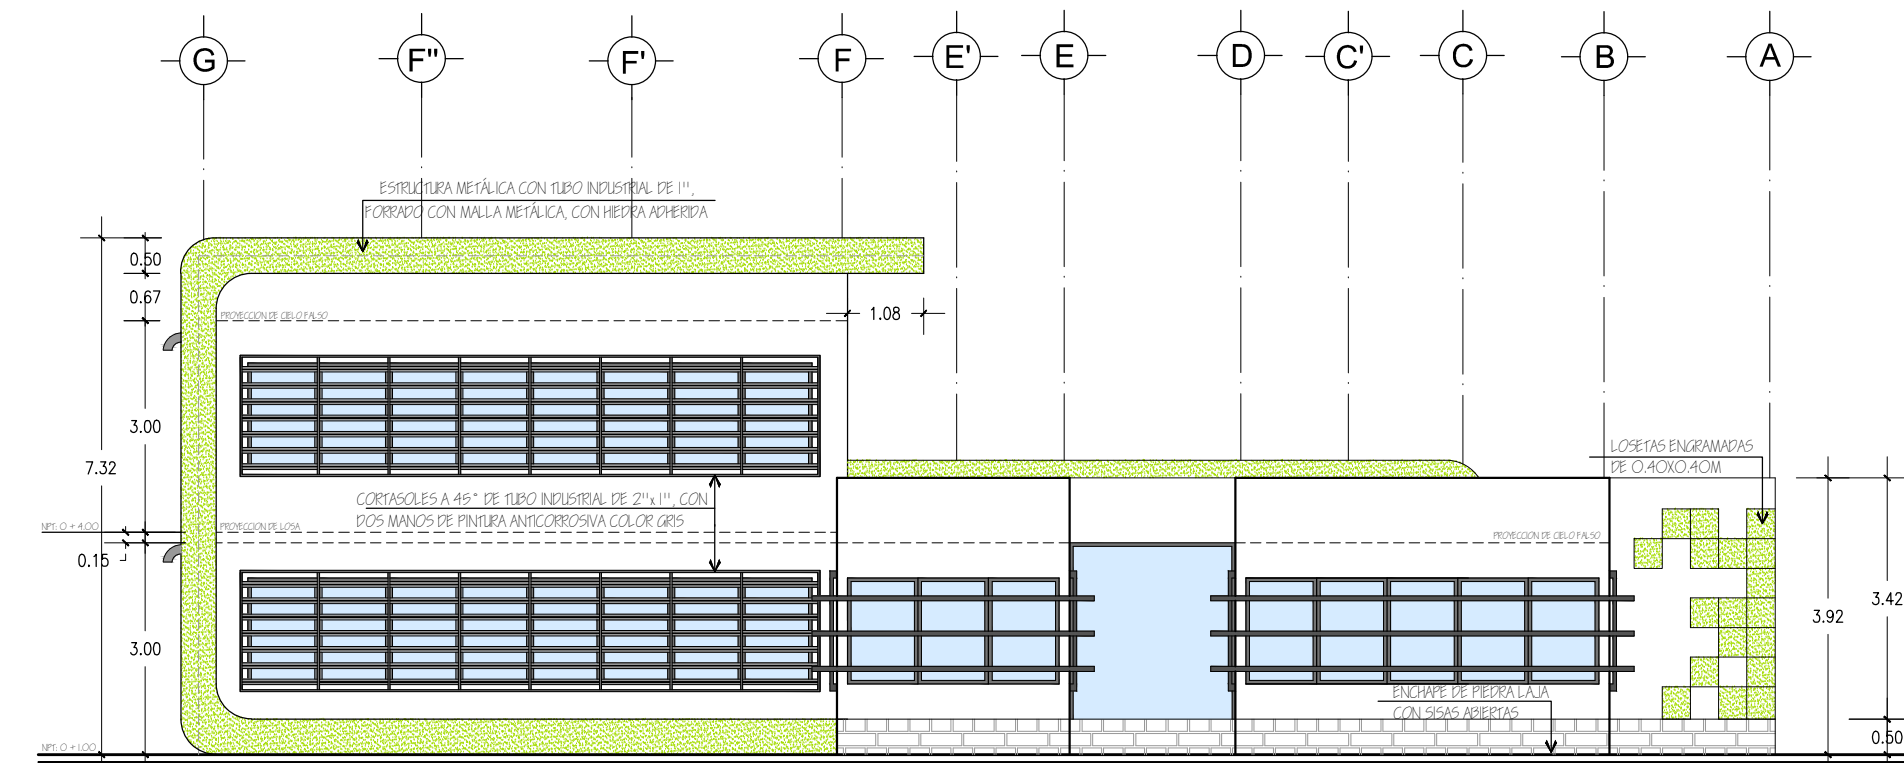 G F" F' F E' E D C' C B A
ESTRUCTURA METÁLICA CON TUBO INDUSTRIAL DE 1",
FORRADO CON MALLA METÁLICA, CON HIEDRA ADHERIDA
0.50
0.67
PROYECCION DE CIELO FALSO
1.08
3.00
7.32
LOSETAS ENGRAMADAS
DE 0.40X0.40M
CORTASOLES A 45° DE TUBO INDUSTRIAL DE 2"x1", CON
DOS MANOS DE PINTURA ANTICORROSIVA COLOR GRIS
NPT: 0 + 4.00
PROYECCION DE LOSA
PROYECCION DE CIELO FALSO
0.15
3.42
3.92
3.00
ENCHAPE DE PIEDRA LAJA
CON SISAS ABIERTAS
0.50
NPT: 0 + 1.00